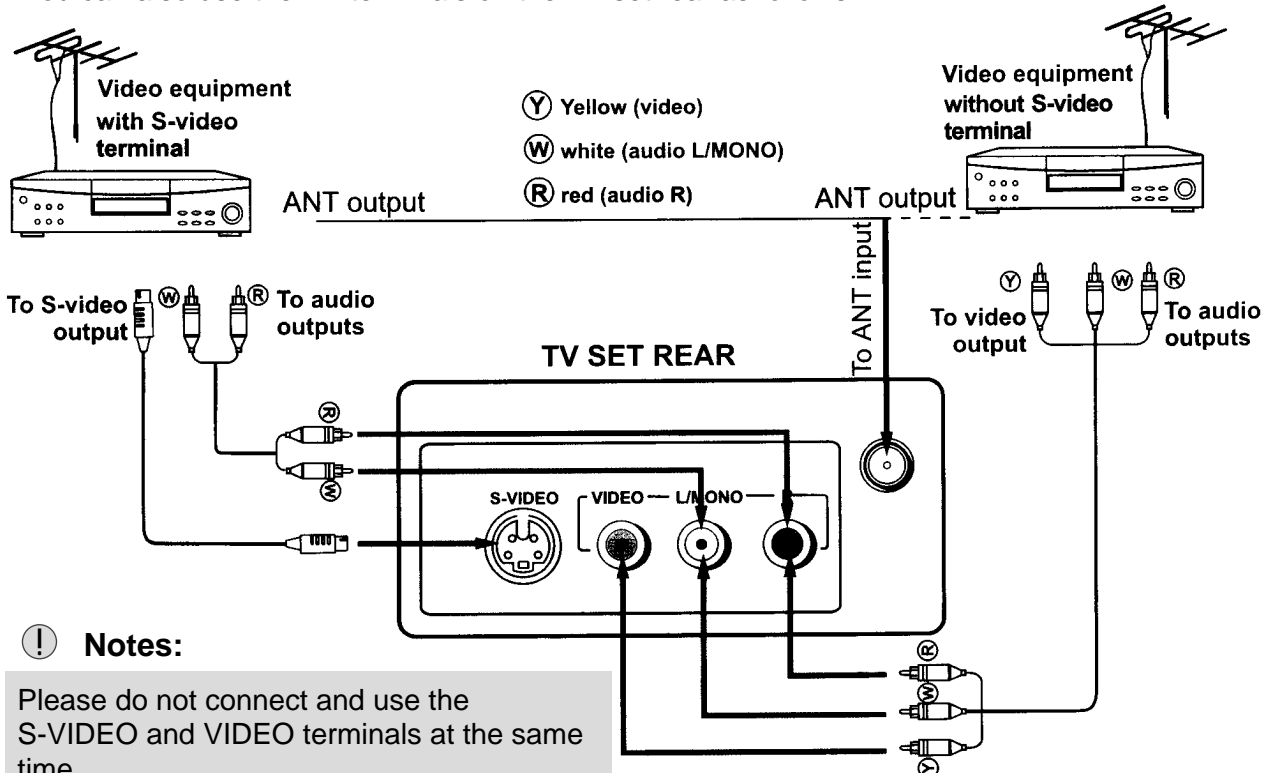 Video equipment
with S-video
terminal
Video equipment
without S-video
terminal
Ⓨ Yellow (video)
Ⓦ white (audio L/MONO)
Ⓡ red (audio R)
ANT output
ANT output
To ANT input
To S-video
output
Ⓦ
Ⓡ
To audio
outputs
Ⓨ
Ⓦ
Ⓡ
To video
output
To audio
outputs
TV SET REAR
Ⓡ
Ⓦ
S-VIDEO
VIDEO
L/MONO
Ⓡ
Ⓦ
Ⓨ
! Notes:
Please do not connect and use the
S-VIDEO and VIDEO terminals at the same
time